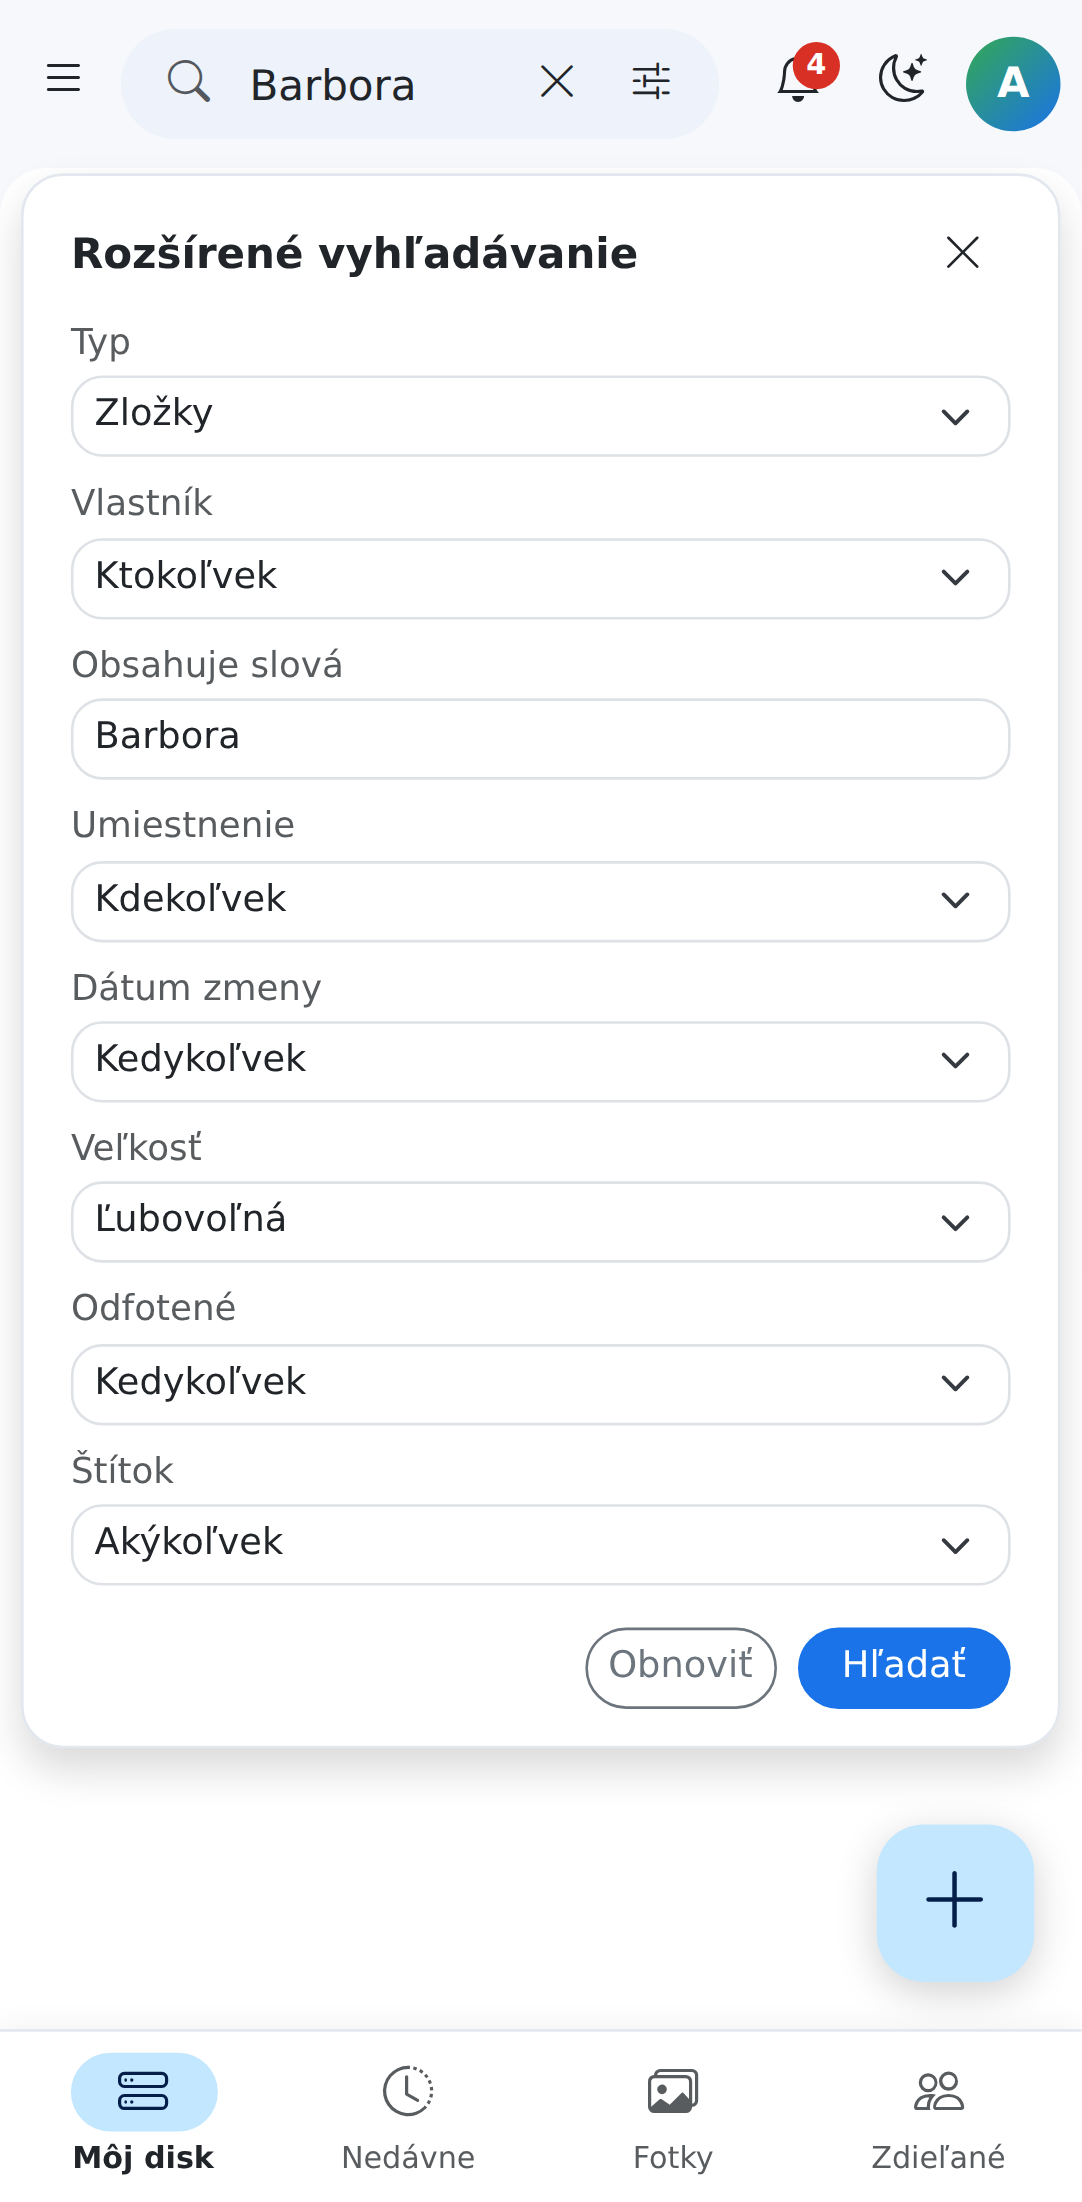 Barbora
4
A
Rozšírené vyhľadávanie
Typ
Zložky
Vlastník
Ktokoľvek
Obsahuje slová
Barbora
Umiestnenie
Kdekoľvek
Dátum zmeny
Kedykoľvek
Veľkosť
Ľubovoľná
Odfotené
Kedykoľvek
Štítok
Akýkoľvek
Obnoviť Hľadať
Môj disk Nedávne Fotky Zdieľané